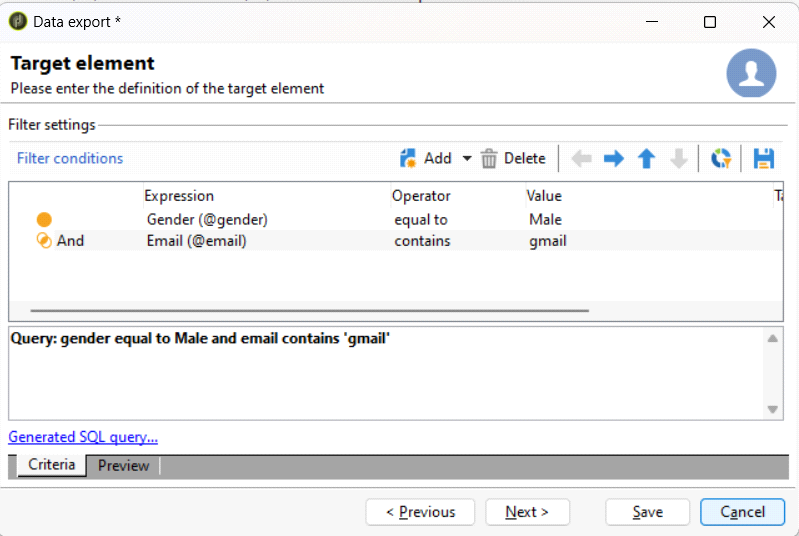 Data export *
Target element
Please enter the definition of the target element
Filter settings
Filter conditions Add Delete
Expression Operator Value
Gender (@gender) equal to Male
And Email (@email) contains gmail
Query: gender equal to Male and email contains 'gmail'
Generated SQL query...
Criteria Preview
< Previous Next > Save Cancel